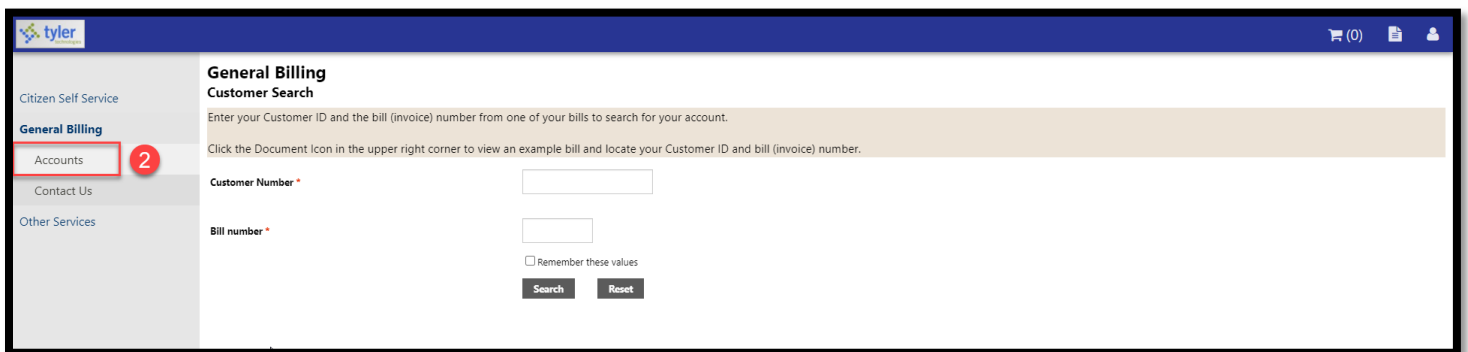 tyler
technologies
(0)
Citizen Self Service
General Billing
Accounts
2
Contact Us
Other Services
General Billing
Customer Search
Enter your Customer ID and the bill (invoice) number from one of your bills to search for your account.
Click the Document Icon in the upper right corner to view an example bill and locate your Customer ID and bill (invoice) number.
Customer Number *
Bill number *
Remember these values
Search Reset